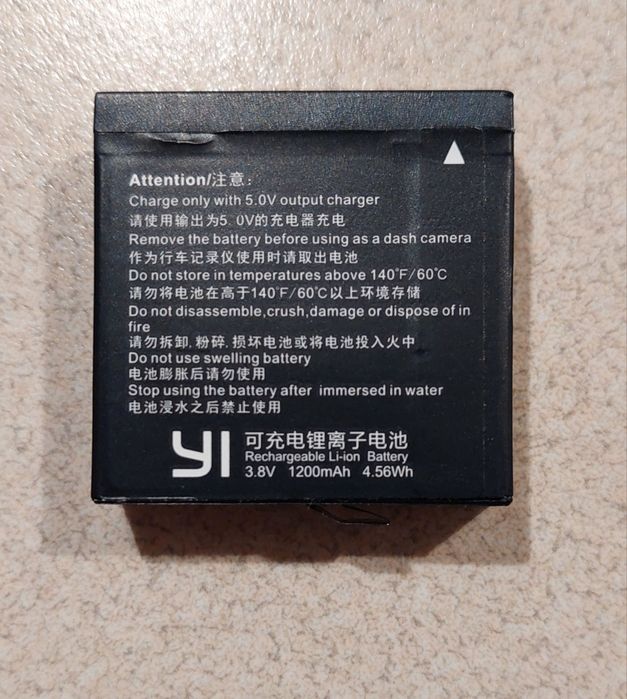 Attention/注意：
Charge only with 5.0V output charger
请使用输出为5.0V的充电器充电
Remove the battery before using as a dash camera
作为行车记录仪使用时请取出电池
Do not store in temperatures above 140°F/60°C
请勿将电池在高于140°F/60°C以上环境存储
Do not disassemble,crush,damage or dispose of in
fire
请勿拆卸.粉碎.损坏电池或将电池投入火中
Do not use swelling battery
电池膨胀后请勿使用
Stop using the battery after immersed in water
电池浸水之后禁止使用
YI 可充电锂离子电池
Rechargeable Li-ion Battery
3.8V 1200mAh 4.56Wh